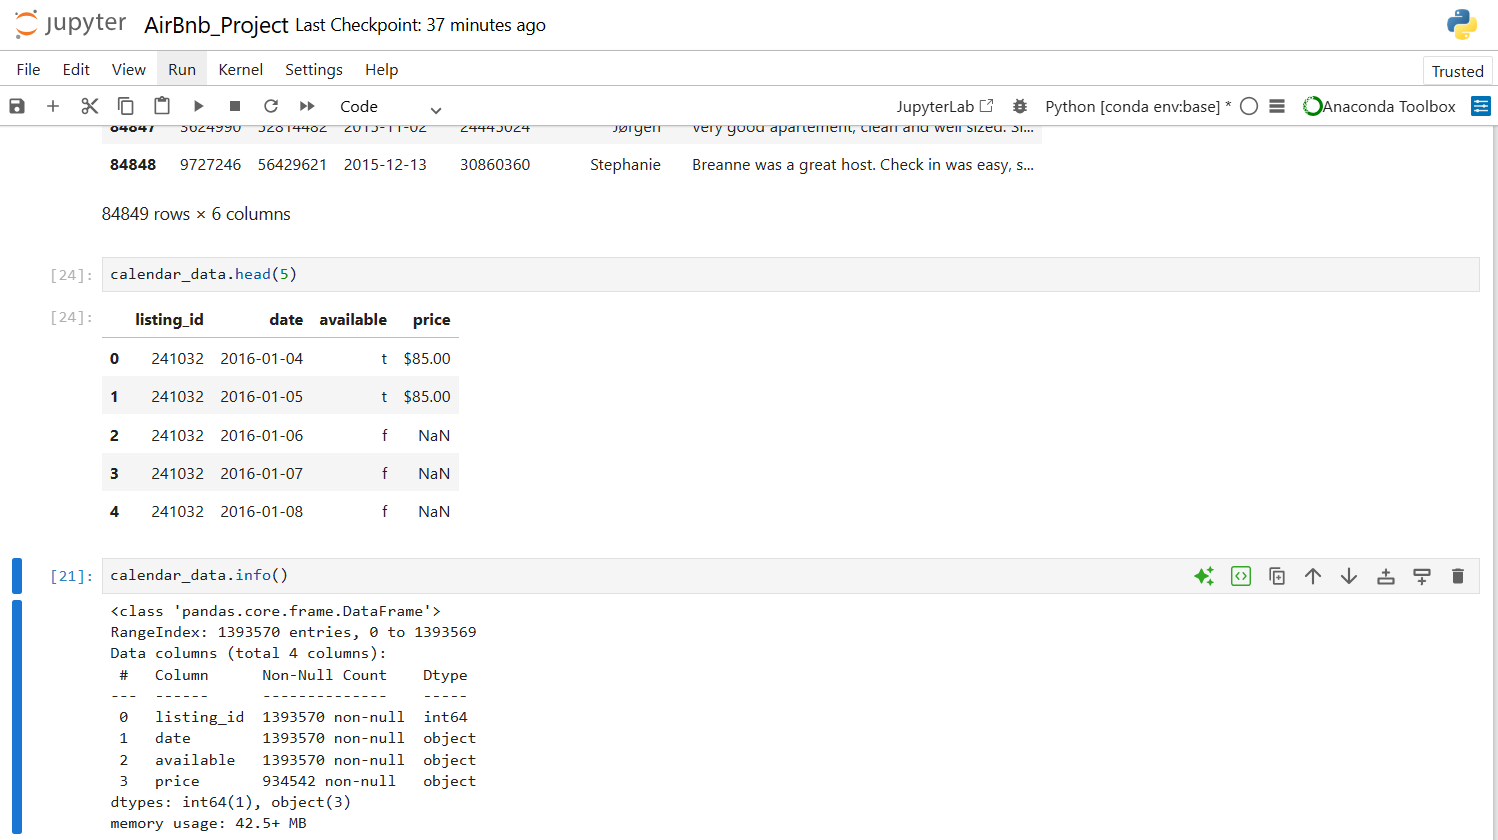 jupyter AirBnb_Project Last Checkpoint: 37 minutes ago
File Edit View Run Kernel Settings Help Trusted
Code JupyterLab Python [conda env:base] * Anaconda Toolbox
84847 3624990 52814482 2015-11-02 24445024 Jørgen very good apartement, clean and well sized. Si...
84848 9727246 56429621 2015-12-13 30860360 Stephanie Breanne was a great host. Check in was easy, s...
84849 rows × 6 columns
[24]: calendar_data.head(5)
[24]: listing_id date available price
0 241032 2016-01-04 t $85.00
1 241032 2016-01-05 t $85.00
2 241032 2016-01-06 f NaN
3 241032 2016-01-07 f NaN
4 241032 2016-01-08 f NaN
[21]: calendar_data.info()
<class 'pandas.core.frame.DataFrame'>
RangeIndex: 1393570 entries, 0 to 1393569
Data columns (total 4 columns):
# Column Non-Null Count Dtype
--- ------ -------------- -----
0 listing_id 1393570 non-null int64
1 date 1393570 non-null object
2 available 1393570 non-null object
3 price 934542 non-null object
dtypes: int64(1), object(3)
memory usage: 42.5+ MB